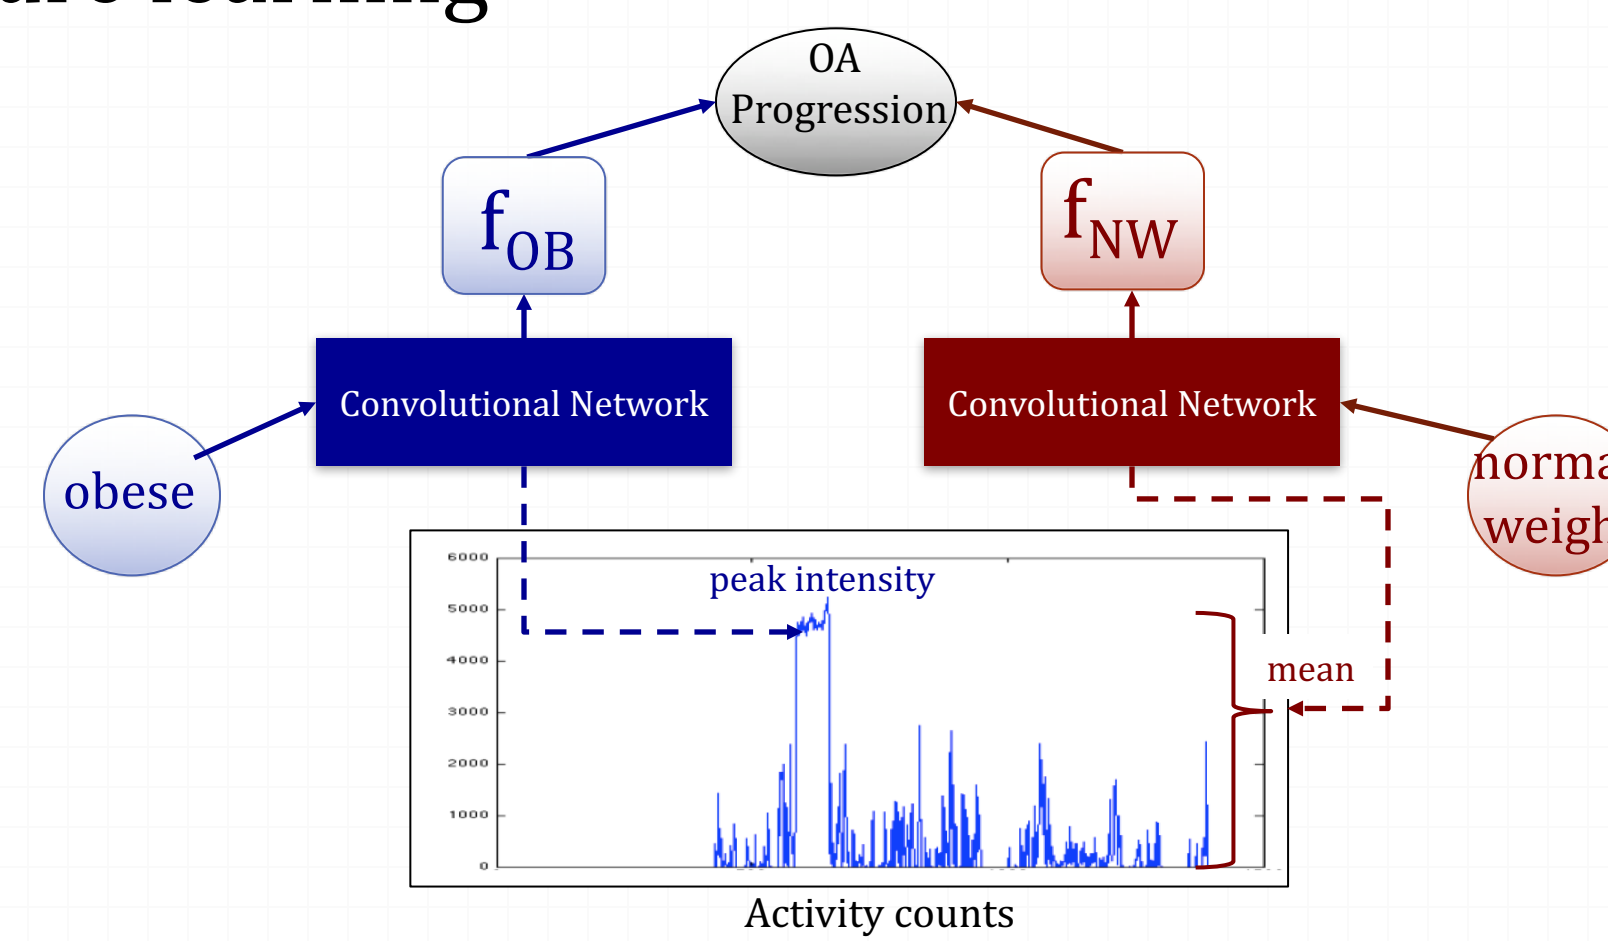 learning
OA
Progression
fOB
fNW
Convolutional Network
Convolutional Network
obese
6000
peak intensity
5000
4000
mean
3000
2000
1000
0
Activity counts